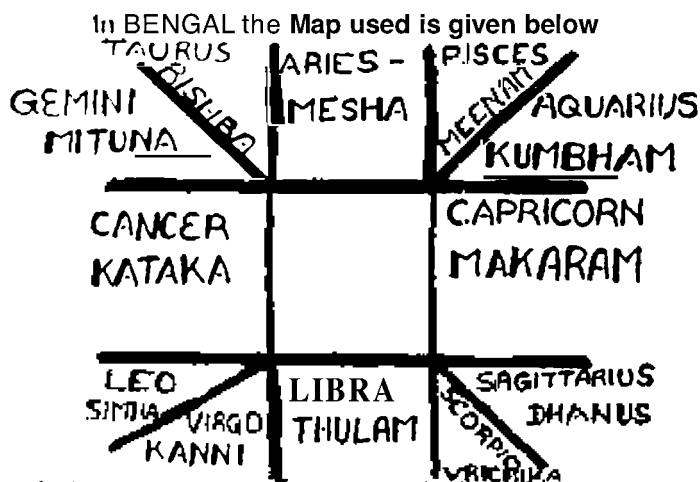 In BENGAL the Map used is given below
TAURUS
RISHBA
ARIES -
MESHA
PISCES
MEENAM
GEMINI
MITUNA
AQUARIUS
KUMBHAM
CANCER
KATAKA
CAPRICORN
MAKARAM
LEO
SIMHA
VIRGO
KANNI
LIBRA
THULAM
SCORPIO
VRICHIKA
SAGITTARIUS
DHANUS